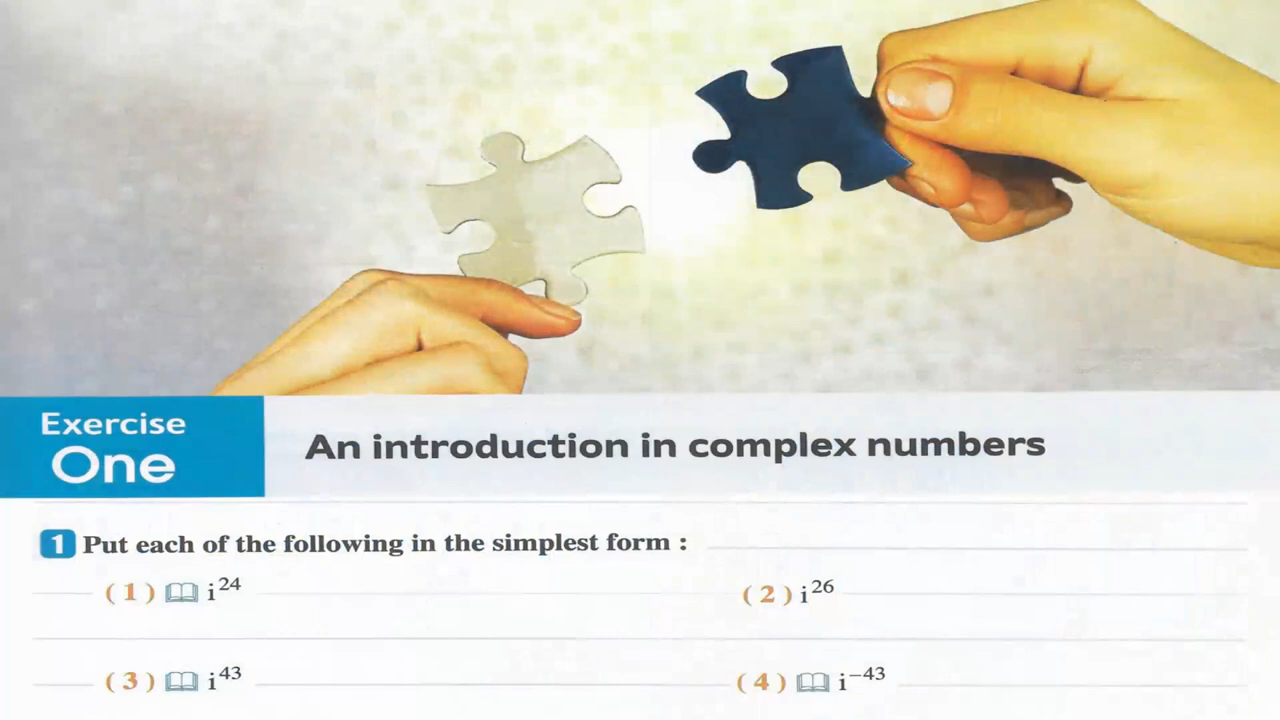 Exercise
One
An introduction in complex numbers
1 Put each of the following in the simplest form :
(1) i²⁴
(2) i²⁶
(3) i⁴³
(4) i⁻⁴³